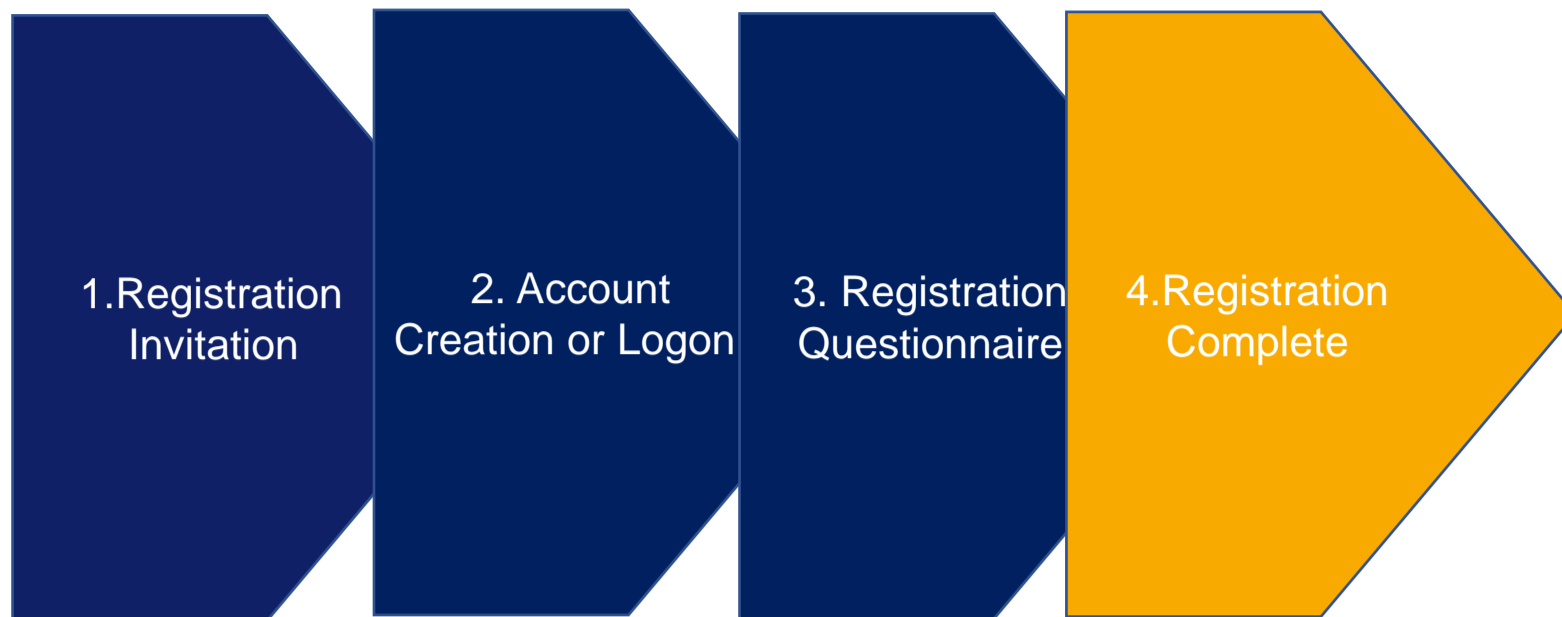 1.Registration
Invitation
2. Account
Creation or Logon
3. Registration
Questionnaire
4.Registration
Complete